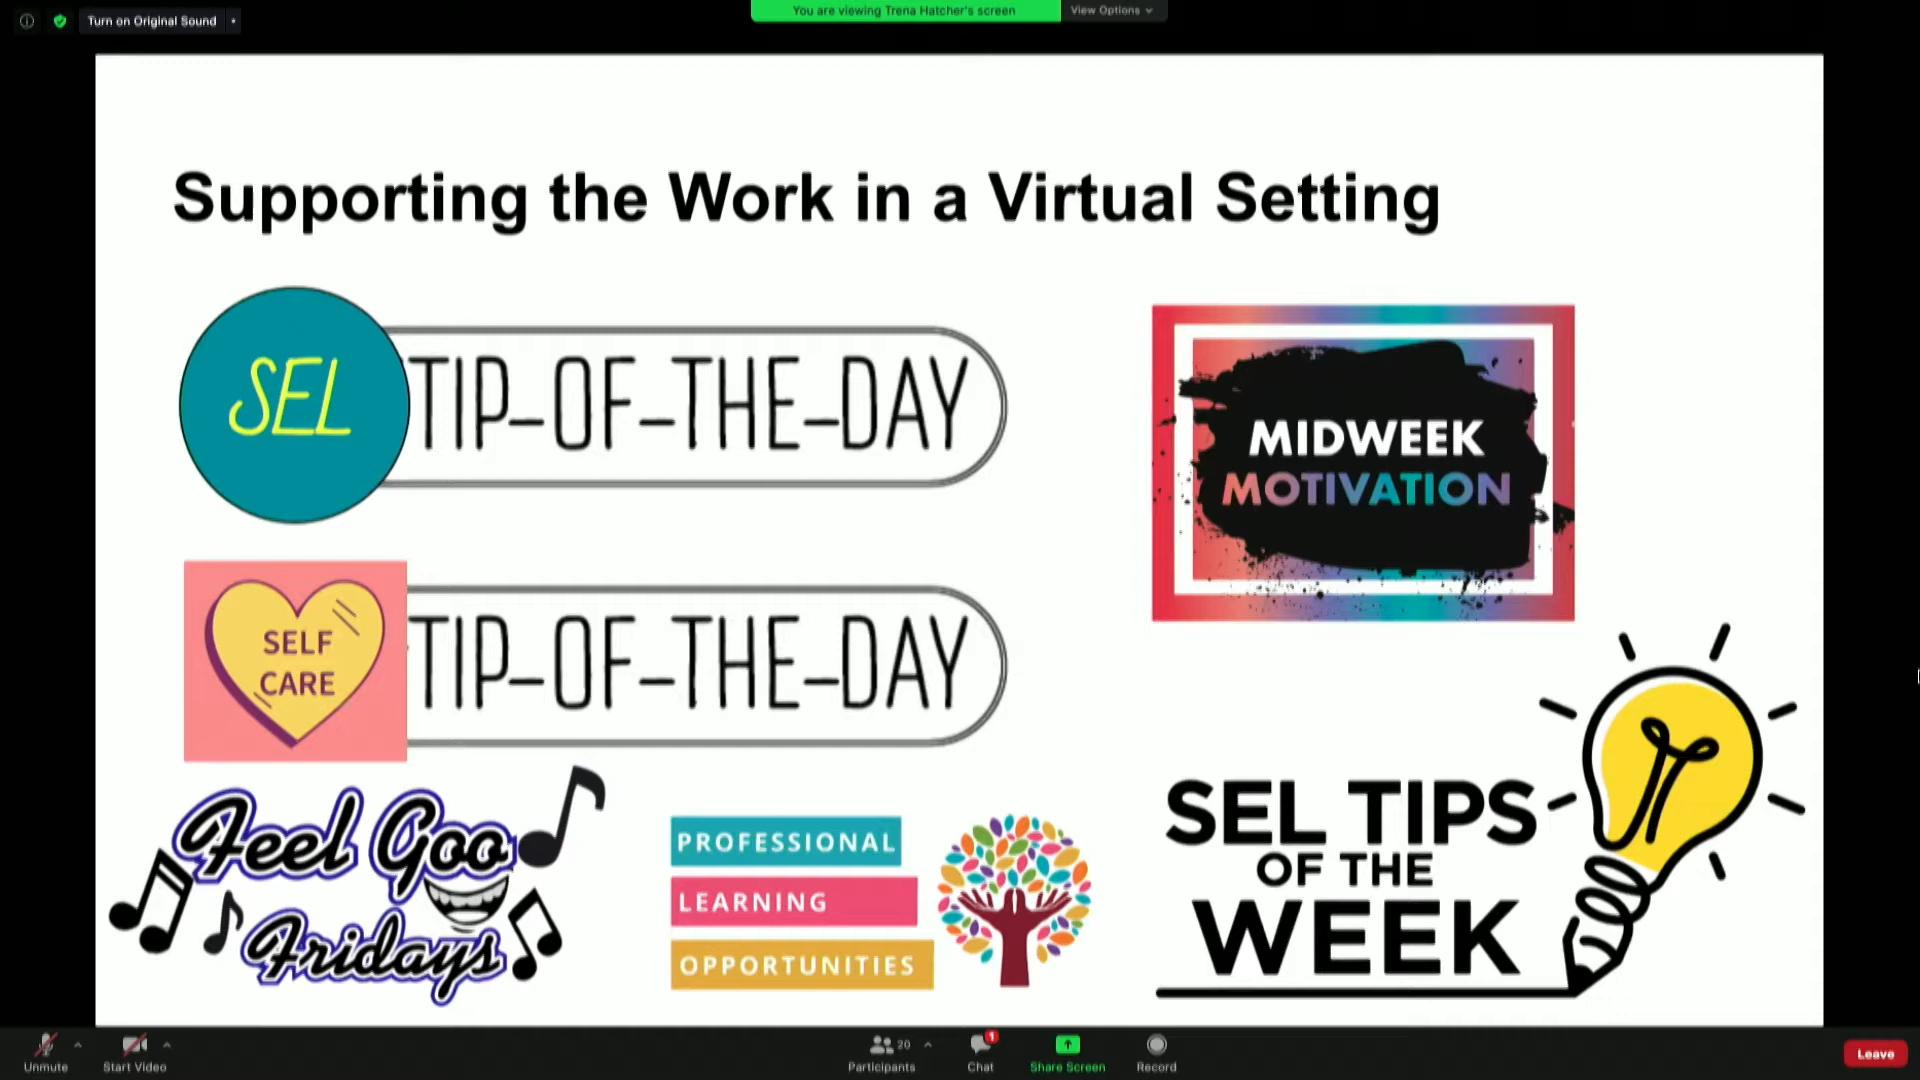 Turn on Original Sound
You are viewing Trena Hatcher's screen
View Options
Supporting the Work in a Virtual Setting
SEL TIP-OF-THE-DAY
MIDWEEK
MOTIVATION
SELF
CARE
TIP-OF-THE-DAY
Feel Goo
Fridays
PROFESSIONAL
LEARNING
OPPORTUNITIES
SEL TIPS
OF THE
WEEK
Unmute
Start Video
20
Participants
1
Chat
Share Screen
Record
Leave